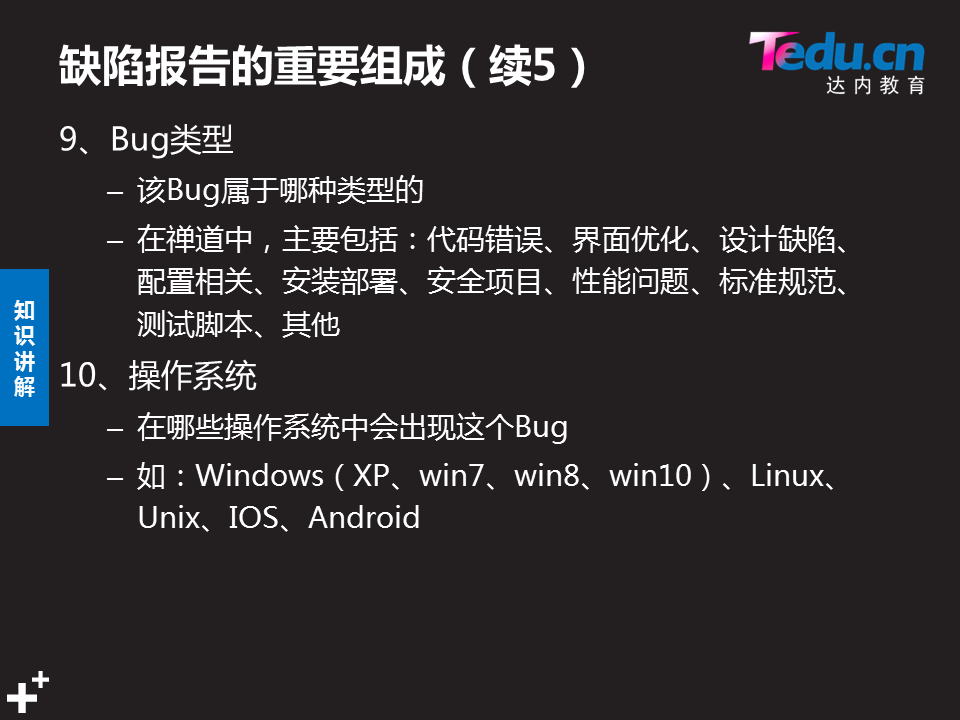 缺陷报告的重要组成（续5）
Tedu.cn
达内教育
9、Bug类型
– 该Bug属于哪种类型的
– 在禅道中，主要包括：代码错误、界面优化、设计缺陷、
配置相关、安装部署、安全项目、性能问题、标准规范、
测试脚本、其他
知识讲解
10、操作系统
– 在哪些操作系统中会出现这个Bug
– 如：Windows（XP、win7、win8、win10）、Linux、
Unix、IOS、Android